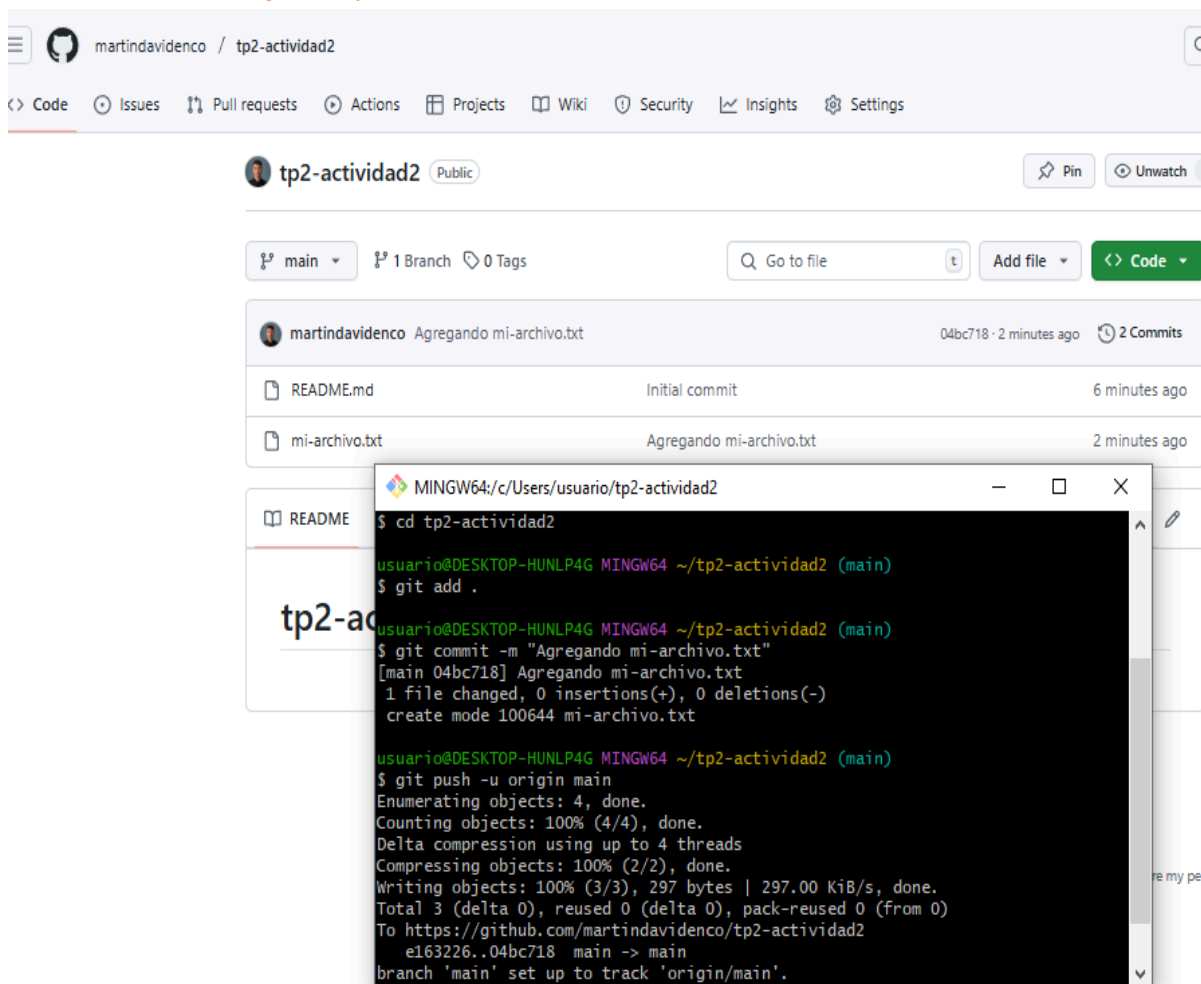 martindavidenco / tp2-actividad2
<> Code Issues Pull requests Actions Projects Wiki Security Insights Settings
tp2-actividad2 Public Pin Unwatch
main 1 Branch 0 Tags Go to file t Add file <> Code
martindavidenco Agregando mi-archivo.txt 04bc718 · 2 minutes ago 2 Commits
README.md Initial commit 6 minutes ago
mi-archivo.txt Agregando mi-archivo.txt 2 minutes ago
README
tp2-ac
re my pe
MINGW64:/c/Users/usuario/tp2-actividad2
$ cd tp2-actividad2
usuario@DESKTOP-HUNLP4G MINGW64 ~/tp2-actividad2 (main)
$ git add .
usuario@DESKTOP-HUNLP4G MINGW64 ~/tp2-actividad2 (main)
$ git commit -m "Agregando mi-archivo.txt"
[main 04bc718] Agregando mi-archivo.txt
1 file changed, 0 insertions(+), 0 deletions(-)
create mode 100644 mi-archivo.txt
usuario@DESKTOP-HUNLP4G MINGW64 ~/tp2-actividad2 (main)
$ git push -u origin main
Enumerating objects: 4, done.
Counting objects: 100% (4/4), done.
Delta compression using up to 4 threads
Compressing objects: 100% (2/2), done.
Writing objects: 100% (3/3), 297 bytes | 297.00 KiB/s, done.
Total 3 (delta 0), reused 0 (delta 0), pack-reused 0 (from 0)
To https://github.com/martindavidenco/tp2-actividad2
e163226..04bc718 main -> main
branch 'main' set up to track 'origin/main'.